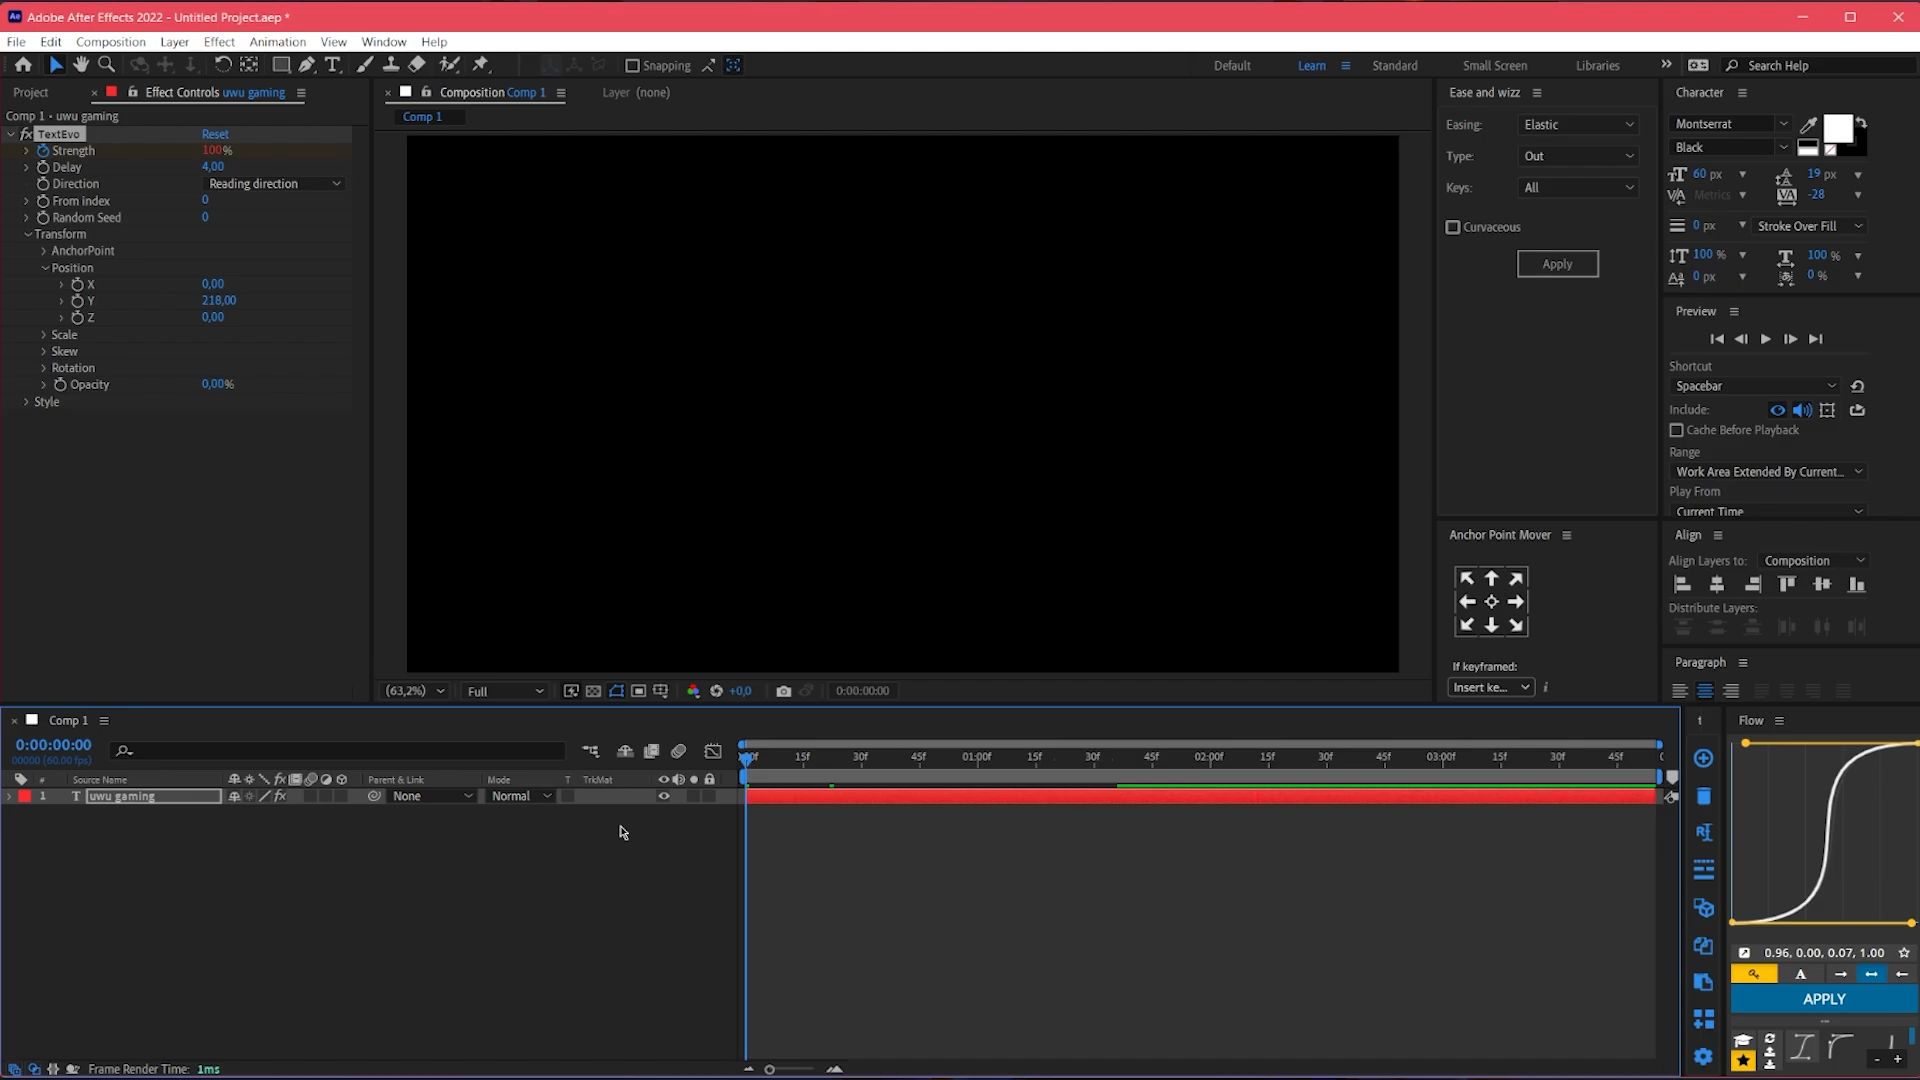 Ae Adobe After Effects 2022 - Untitled Project.aep *
File Edit Composition Layer Effect Animation View Window Help
Snapping Default Learn Standard Small Screen Libraries Search Help
Project
Effect Controls uwu gaming
Comp 1 • uwu gaming
fx TextEvo Reset
Strength 100%
Delay 4,00
Direction Reading direction
From index 0
Random Seed 0
Transform
AnchorPoint
Position
X 0,00
Y 218,00
Z 0,00
Scale
Skew
Rotation
Opacity 0,00%
Style
Composition Comp 1
Layer (none)
Comp 1
(63,2%) Full +0,0 0:00:00:00
Ease and wizz
Easing: Elastic
Type: Out
Keys: All
Curvaceous
Apply
Anchor Point Mover
If keyframed:
Insert ke... i
Character
Montserrat
Black
60 px 19 px
Metrics -28
0 px Stroke Over Fill
100 % 100 %
0 px 0 %
Preview
Shortcut
Spacebar
Include:
Cache Before Playback
Range
Work Area Extended By Current...
Play From
Current Time
Align
Align Layers to: Composition
Distribute Layers:
Paragraph
Comp 1
0:00:00:00
00000 (60.00 fps)
# Source Name Parent & Link Mode T TrkMat
1 T uwu gaming None Normal
15f 30f 45f 01:00f 15f 30f 45f 02:00f 15f 30f 45f 03:00f 15f 30f 45f
Frame Render Time: 1ms
t
Flow
0.96, 0.00, 0.07, 1.00
A
APPLY
- +